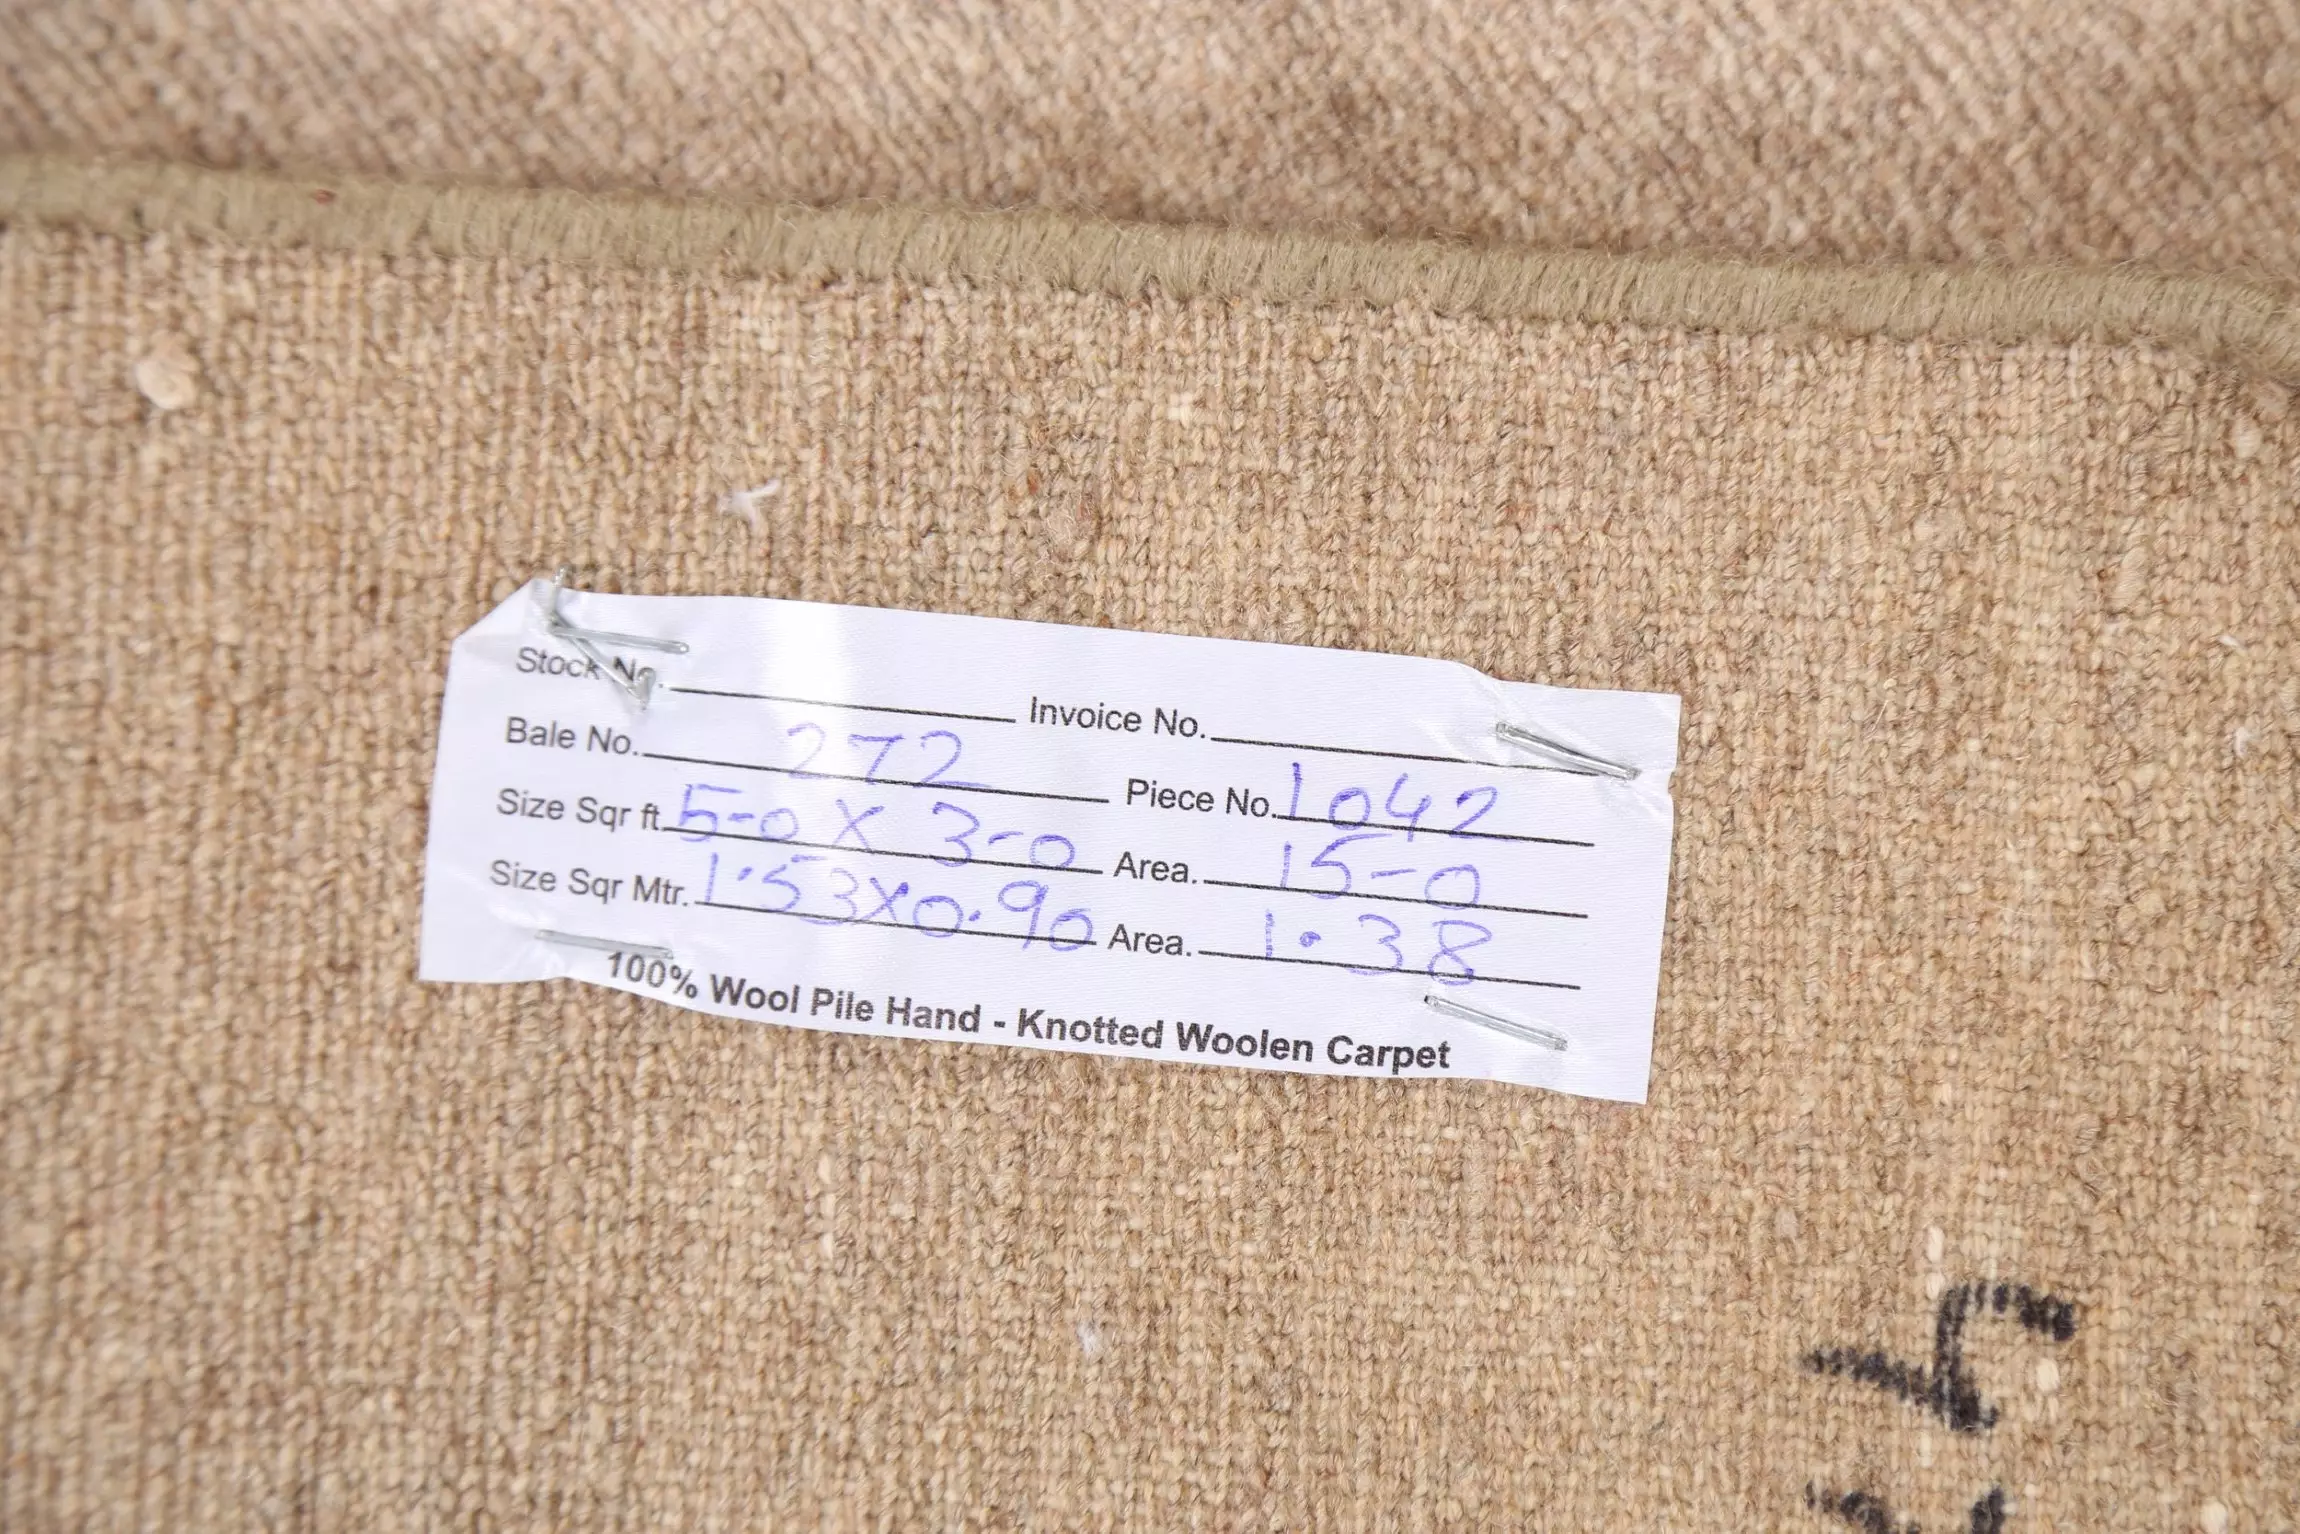 Stock No. Invoice No.
Bale No. 272 Piece No. 1042
Size Sqr ft. 5-0 X 3-0 Area. 15-0
Size Sqr Mtr. 1.53X0.90 Area. 1.38
100% Wool Pile Hand - Knotted Woolen Carpet